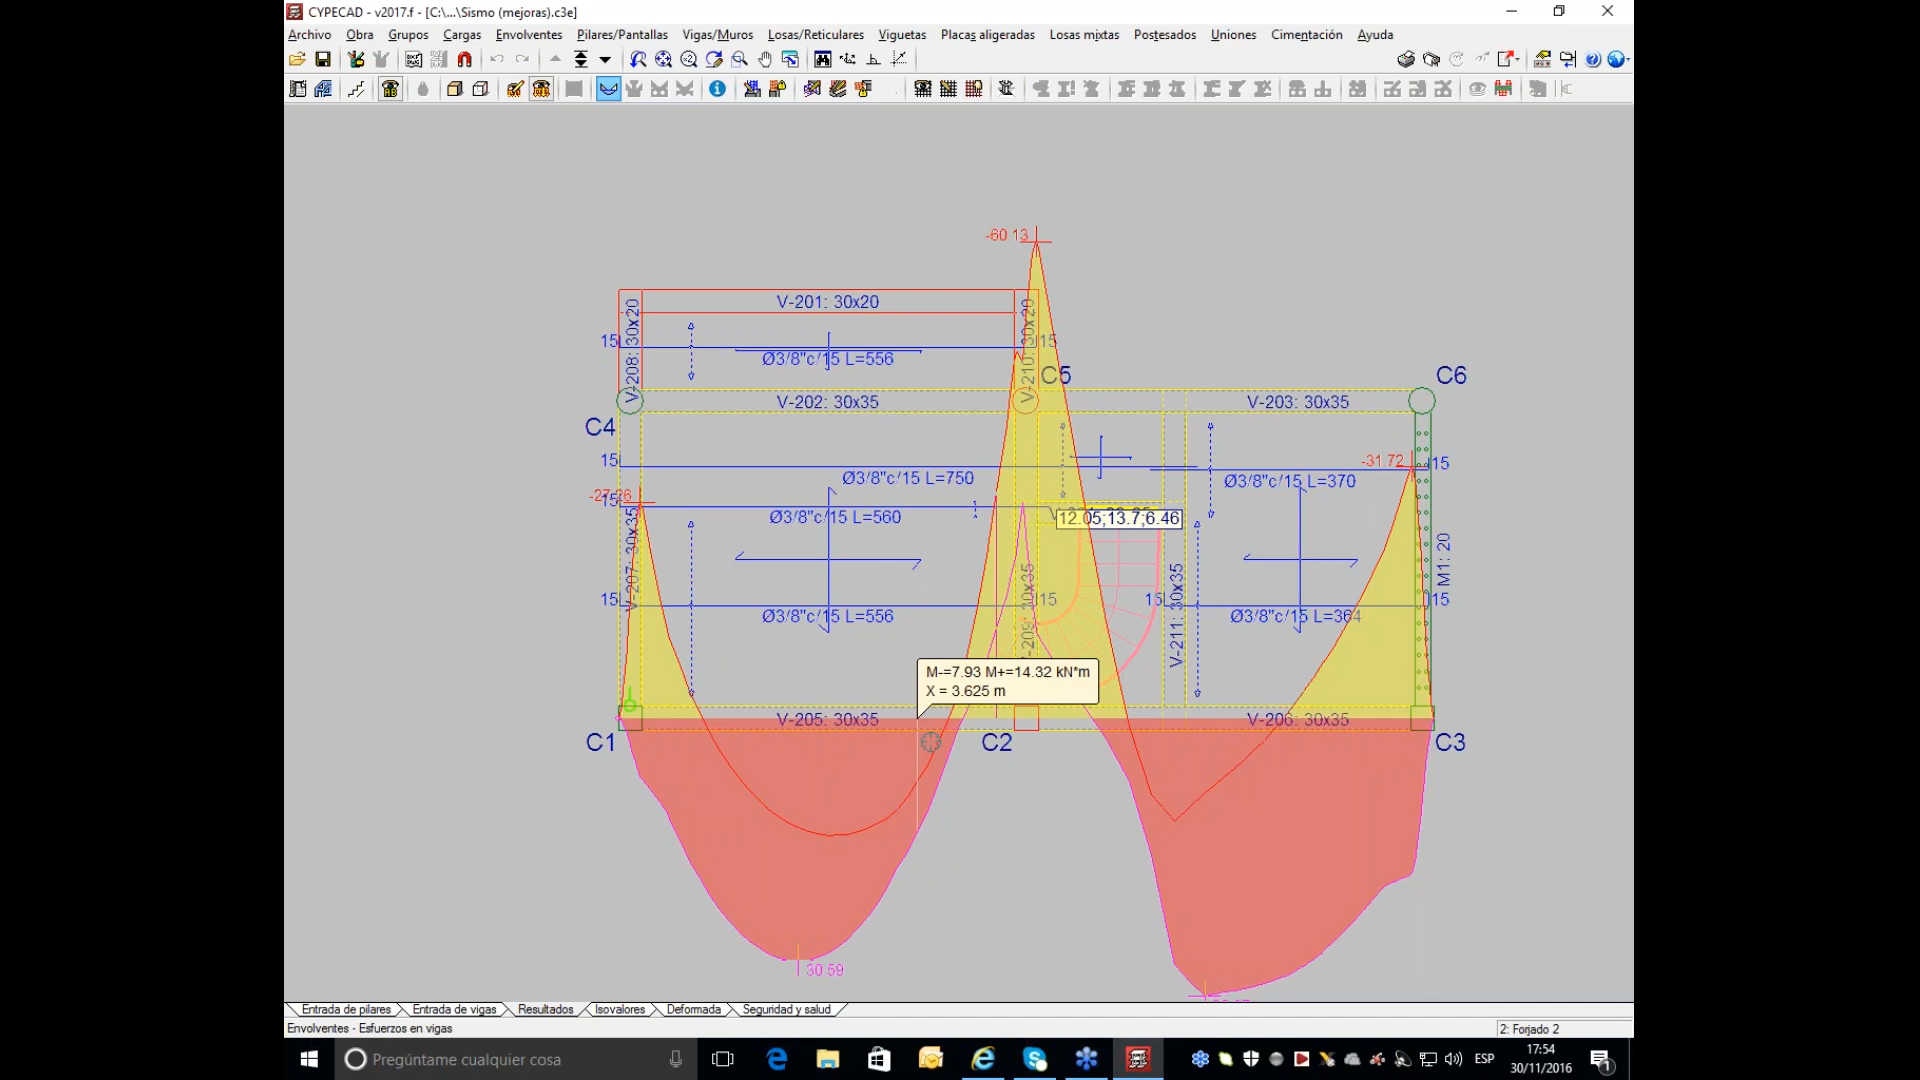 CYPECAD - v2017.f - [C:\...\Sismo (mejoras).c3e]
Archivo Obra Grupos Cargas Envolventes Pilares/Pantallas Vigas/Muros Losas/Reticulares Viguetas Placas aligeradas Losas mixtas Postesados Uniones Cimentación Ayuda
-60.13
V-201: 30x20
V-208: 30x20
V-210: 30x20
15
15
Ø3/8"c/15 L=556
C5
C6
V-202: 30x35
V-203: 30x35
C4
15
-31.72
15
Ø3/8"c/15 L=750
Ø3/8"c/15 L=370
15
Ø3/8"c/15 L=560
12.05;13.7;6.46
V-207: 30x35
V-209: 30x35
V-211: 30x35
M1: 20
15
15
15
15
Ø3/8"c/15 L=556
Ø3/8"c/15 L=364
M-=7.93 M+=14.32 kN*m
X = 3.625 m
V-205: 30x35
V-206: 30x35
C1
C2
C3
30.59
Entrada de pilares Entrada de vigas Resultados Isovalores Deformada Seguridad y salud
Envolventes - Esfuerzos en vigas
2: Forjado 2
Pregúntame cualquier cosa
ESP
17:54
30/11/2016
1